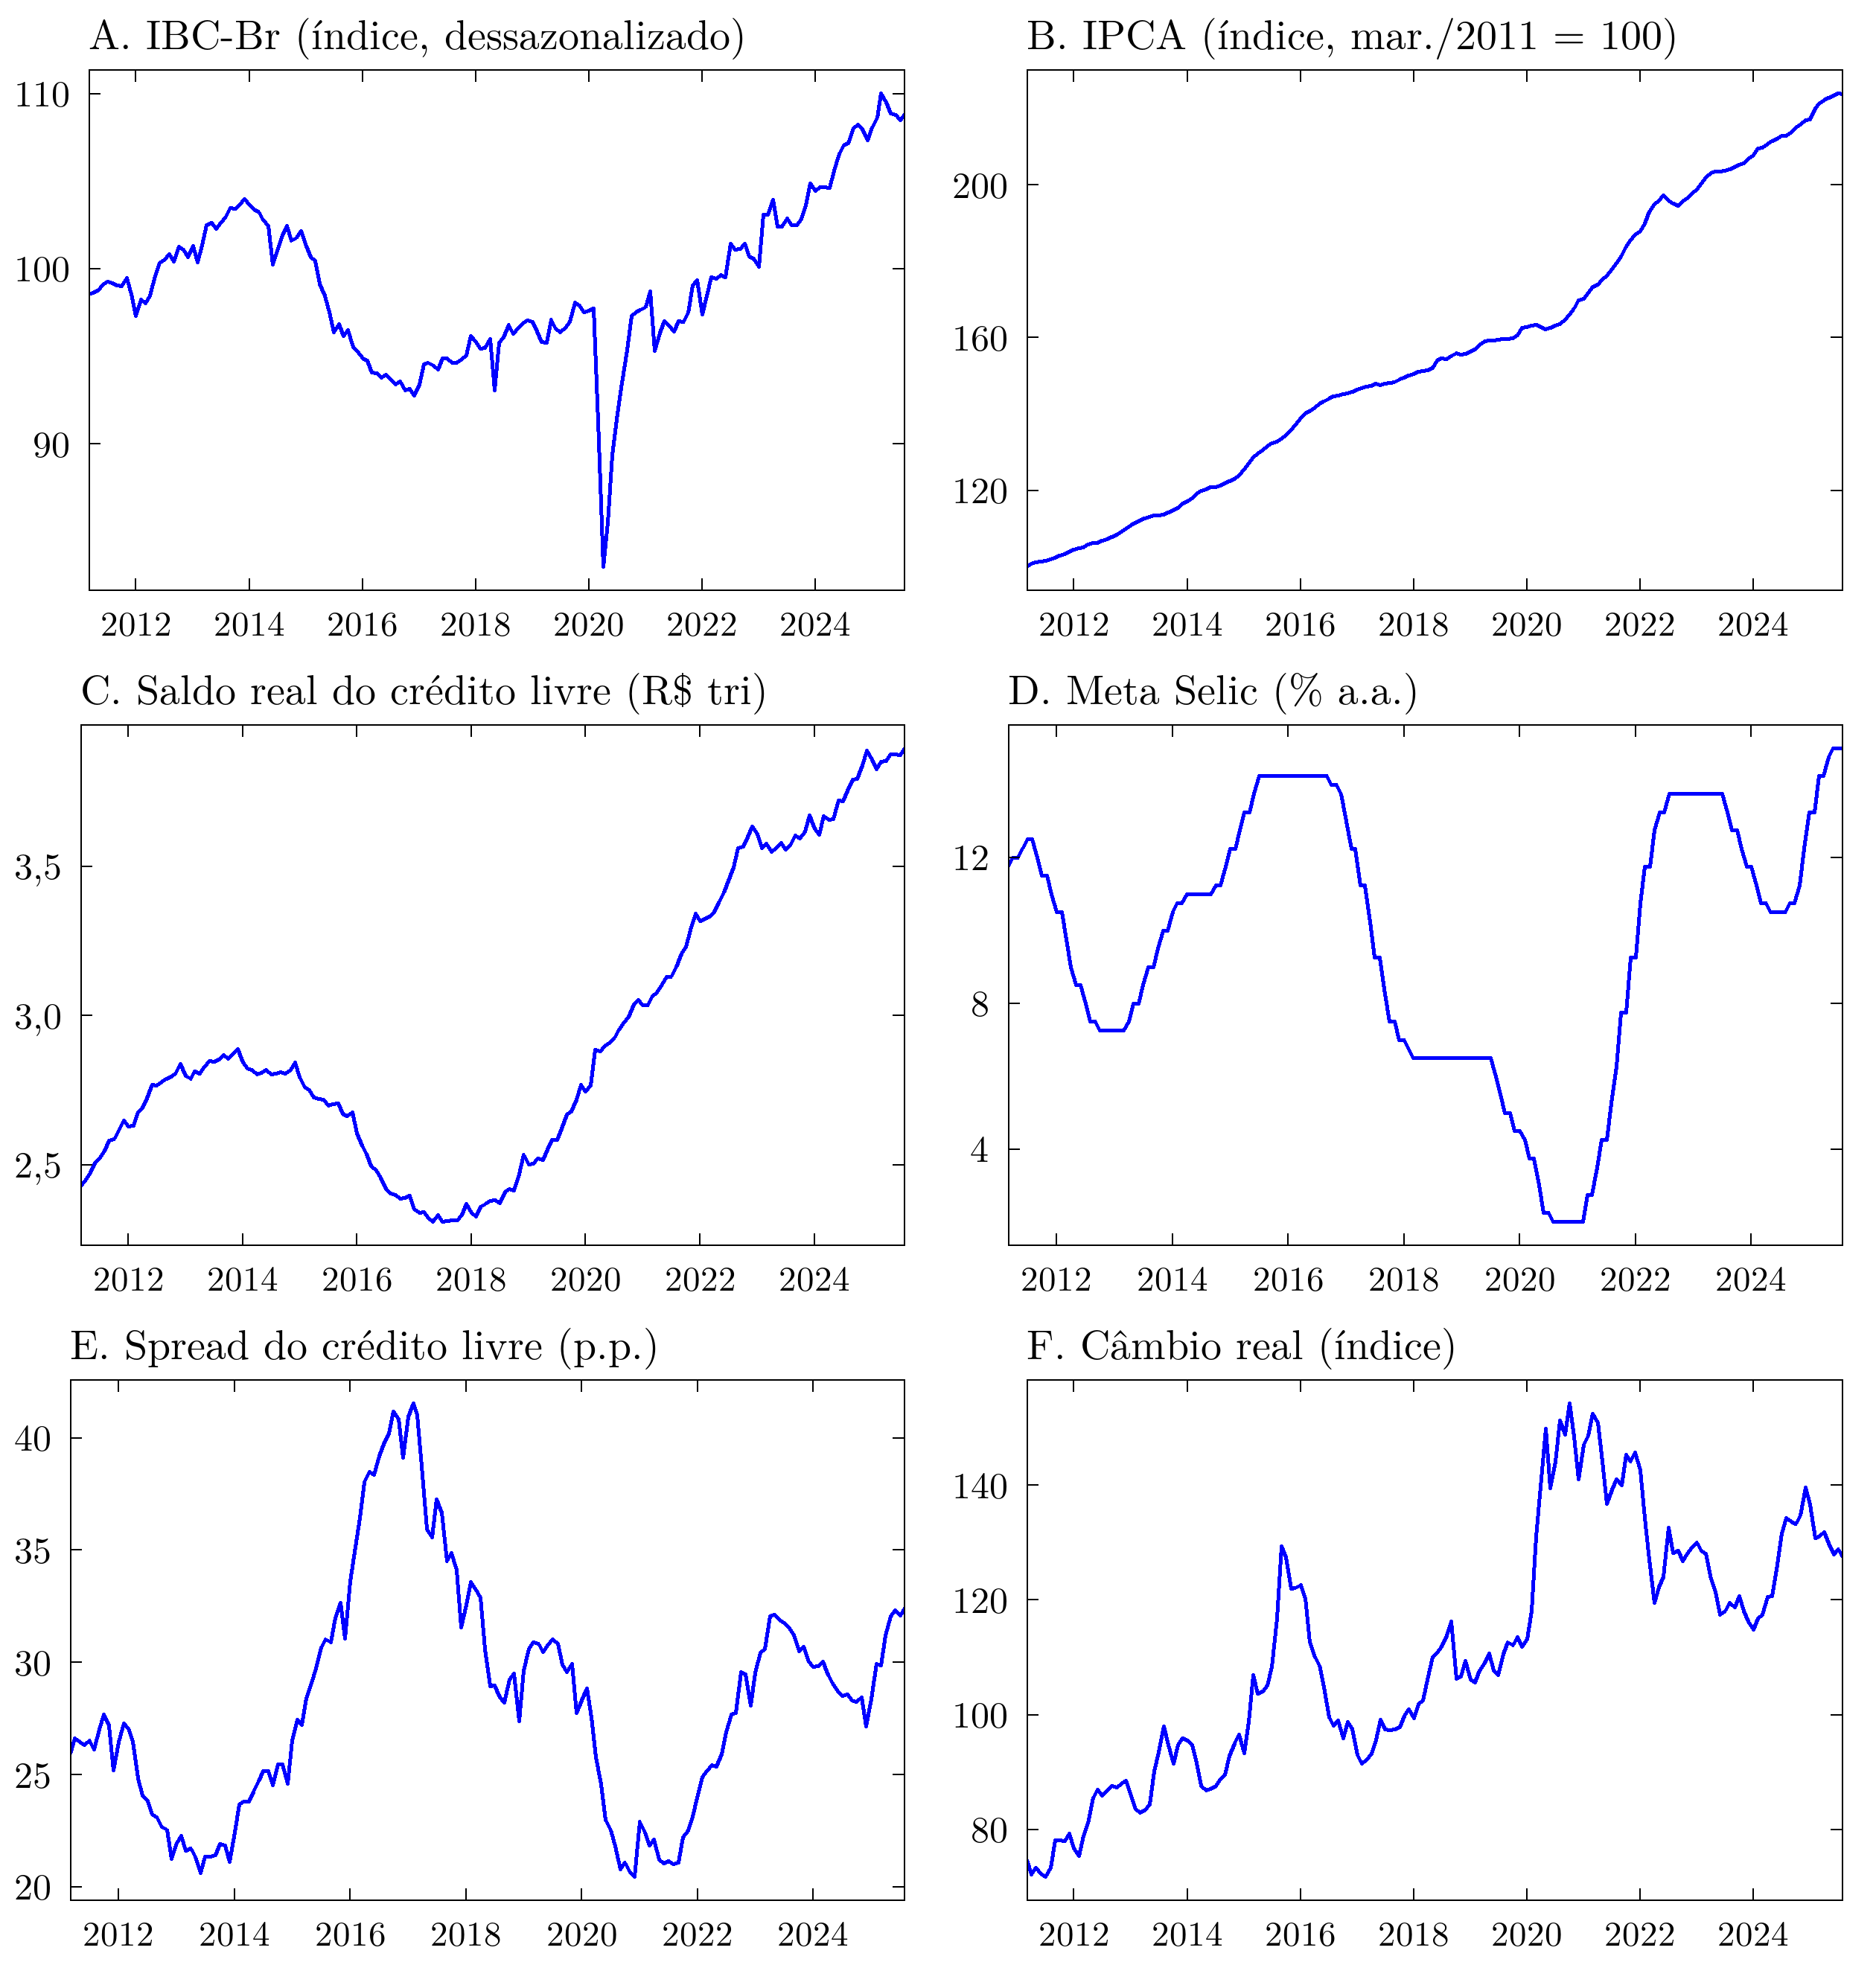 A. IBC-Br (índice, dessazonalizado)
110
100
90
2012 2014 2016 2018 2020 2022 2024
B. IPCA (índice, mar./2011 = 100)
200
160
120
2012 2014 2016 2018 2020 2022 2024
C. Saldo real do crédito livre (R$ tri)
3,5
3,0
2,5
2012 2014 2016 2018 2020 2022 2024
D. Meta Selic (% a.a.)
12
8
4
2012 2014 2016 2018 2020 2022 2024
E. Spread do crédito livre (p.p.)
40
35
30
25
20
2012 2014 2016 2018 2020 2022 2024
F. Câmbio real (índice)
140
120
100
80
2012 2014 2016 2018 2020 2022 2024